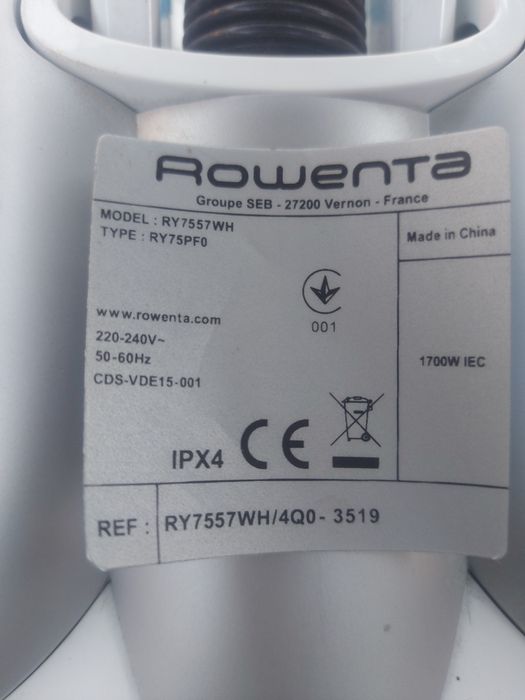 Rowenta
Groupe SEB - 27200 Vernon - France
MODEL : RY7557WH
TYPE : RY75PF0
Made in China
001
www.rowenta.com
220-240V~
50-60Hz
CDS-VDE15-001
1700W IEC
IPX4 CE
REF : RY7557WH/4Q0 - 3519